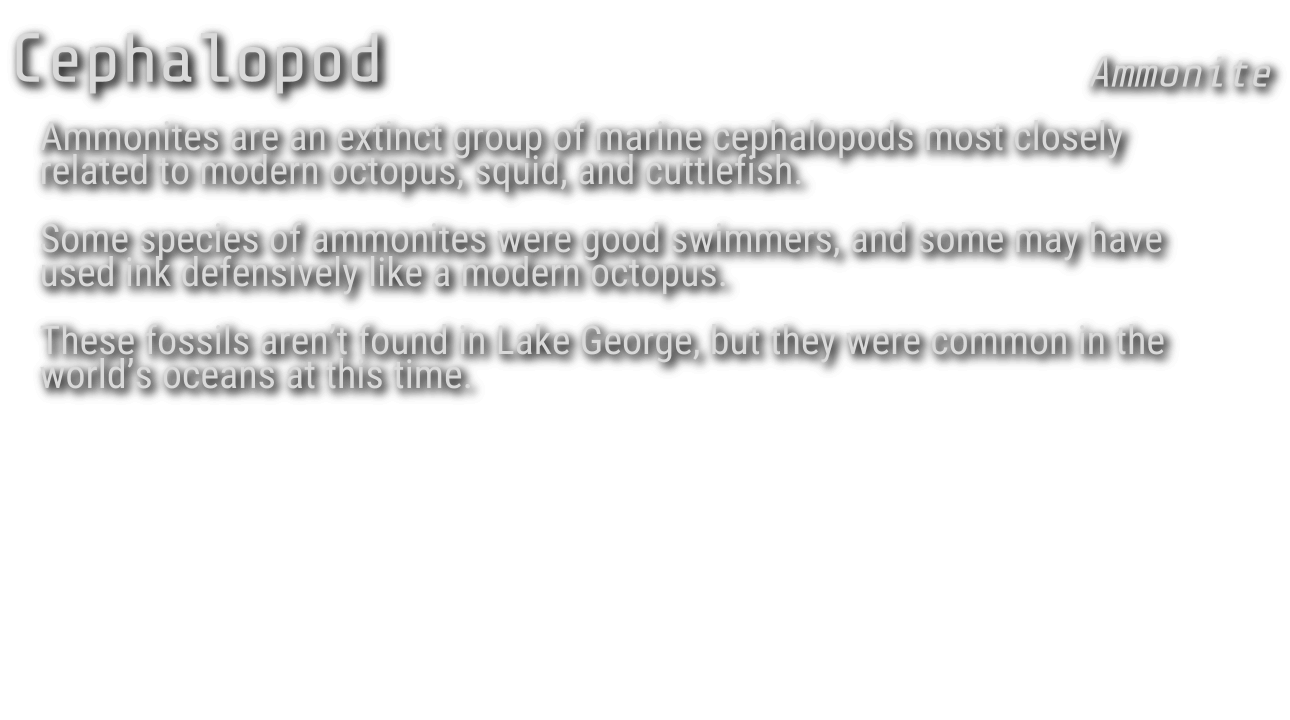 Cephalopod
Ammonite
Ammonites are an extinct group of marine cephalopods most closely
related to modern octopus, squid, and cuttlefish.
Some species of ammonites were good swimmers, and some may have
used ink defensively like a modern octopus.
These fossils aren’t found in Lake George, but they were common in the
world’s oceans at this time.